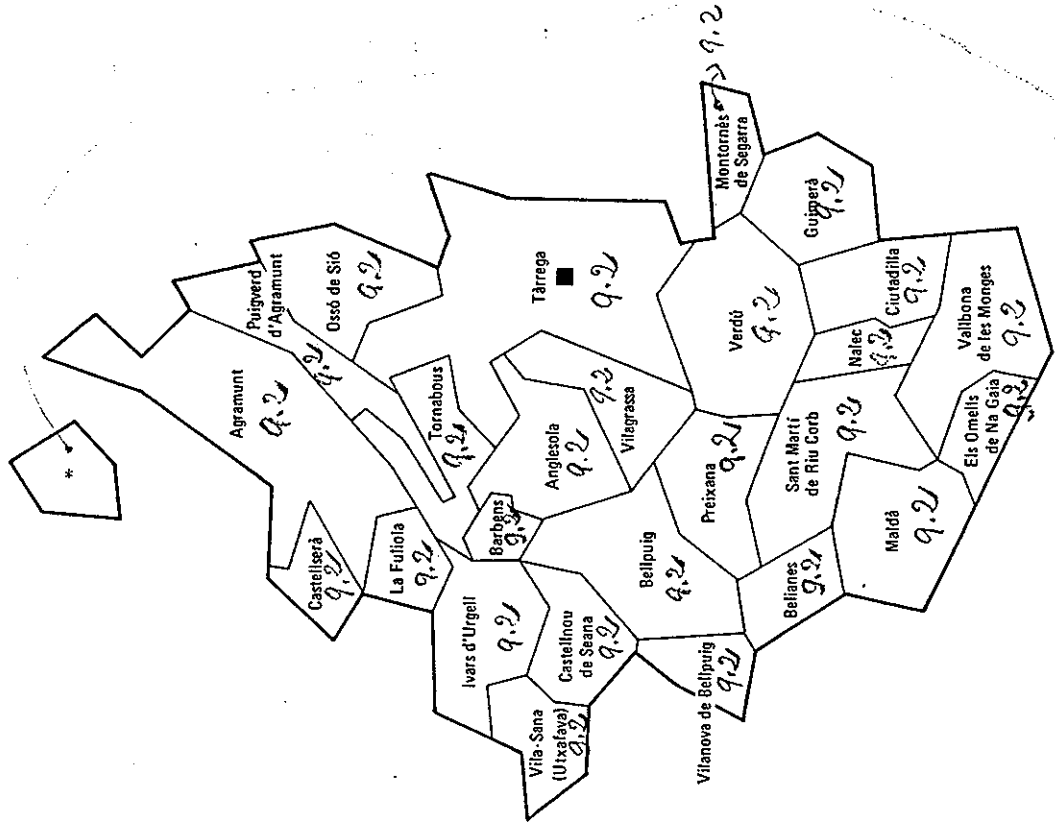 *
Agramunt
9.2
Puigverd
d'Agramunt
9.2
Ossó de Sió
9.2
Castellserà
9.2
La Fuliola
9.2
Tornabous
9.2
Tàrrega
9.2
Ivars d'Urgell
9.2
Barbens
9.2
Anglesola
9.2
Vilagrassa
9.2
Vila-Sana
(Utxafava)
9.2
Castellnou
de Seana
9.2
Bellpuig
9.2
Preixana
9.2
Verdú
9.2
Montornès
de Segarra
9.2
Guimerà
9.2
Vilanova de Bellpuig
9.2
Belianes
9.2
Sant Martí
de Riu Corb
9.2
Nalec
9.2
Ciutadilla
9.2
Maldà
9.2
Els Omells
de Na Gaia
9.2
Vallbona
de les Monges
9.2